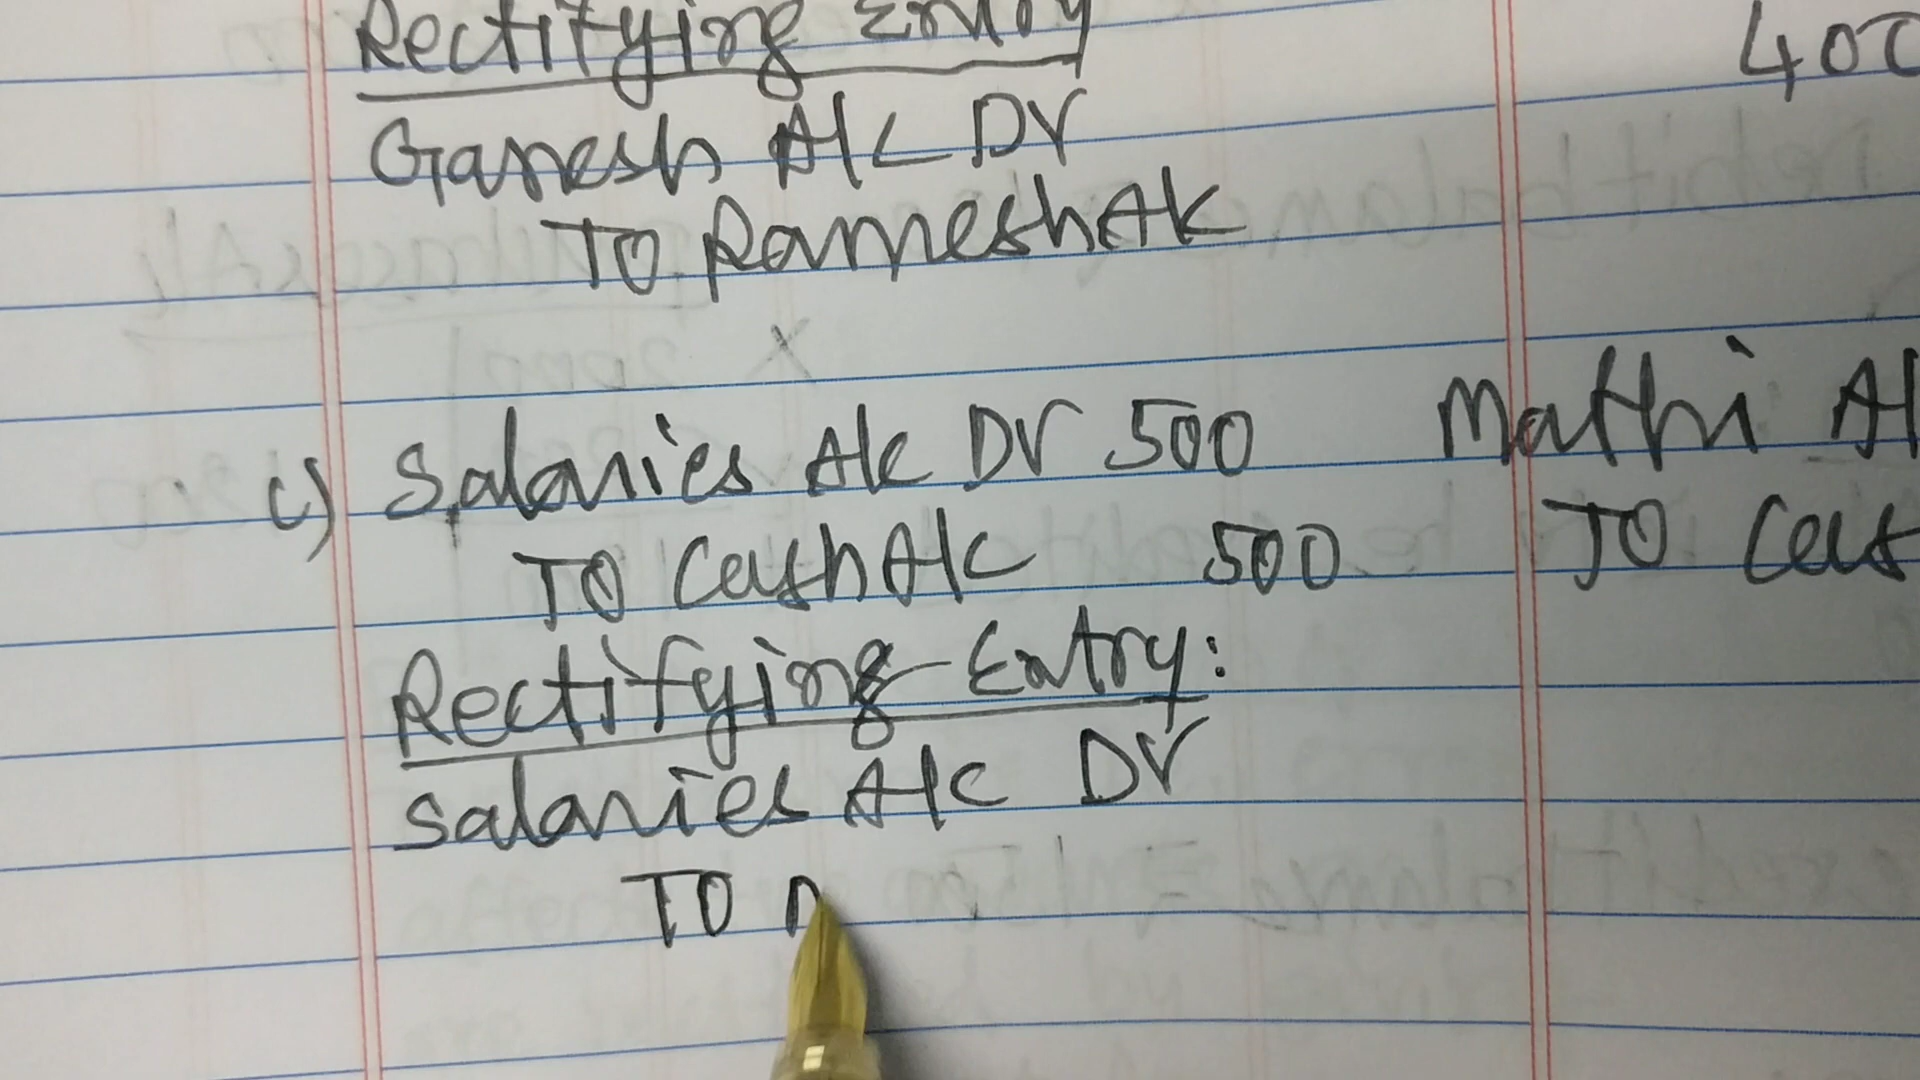 Rectifying Entry
400
Ganesh A/c Dr
TO Ramesh A/c
c) Salaries A/c Dr 500 Mathi A/
TO Cash A/c 500 TO Cas
Rectifying Entry:
Salaries A/c Dr
TO